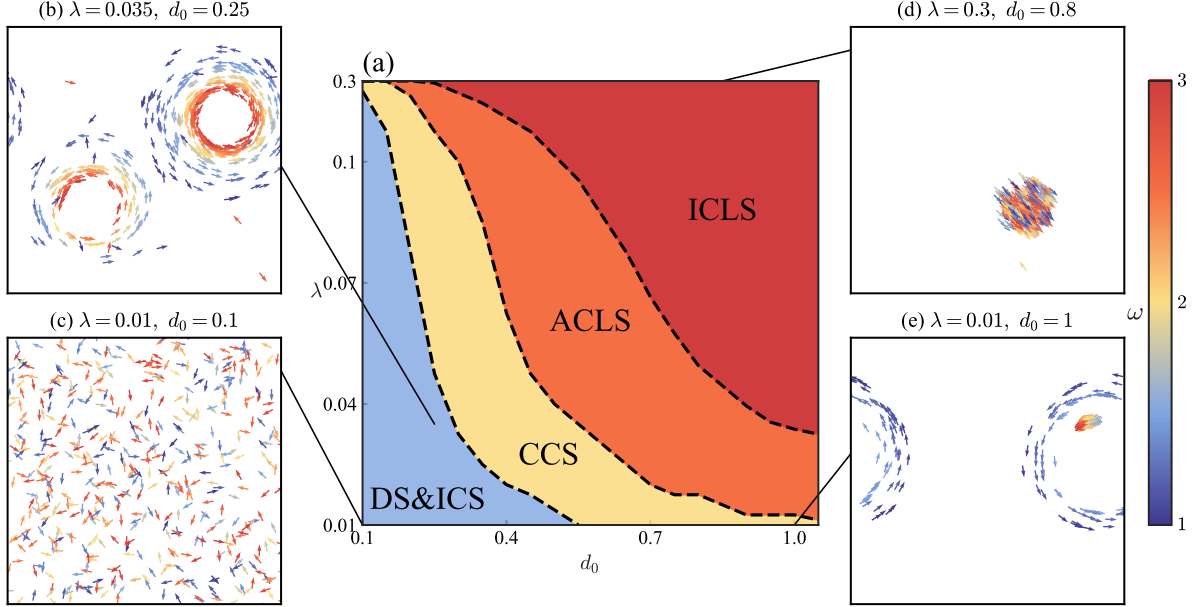 (b) λ = 0.035, d₀ = 0.25
(d) λ = 0.3, d₀ = 0.8
(a)
0.3
0.1
0.07
0.04
0.01
λ
ICLS
ACLS
CCS
DS&ICS
0.1
0.4
0.7
1.0
d₀
(c) λ = 0.01, d₀ = 0.1
(e) λ = 0.01, d₀ = 1
3
2
1
ω